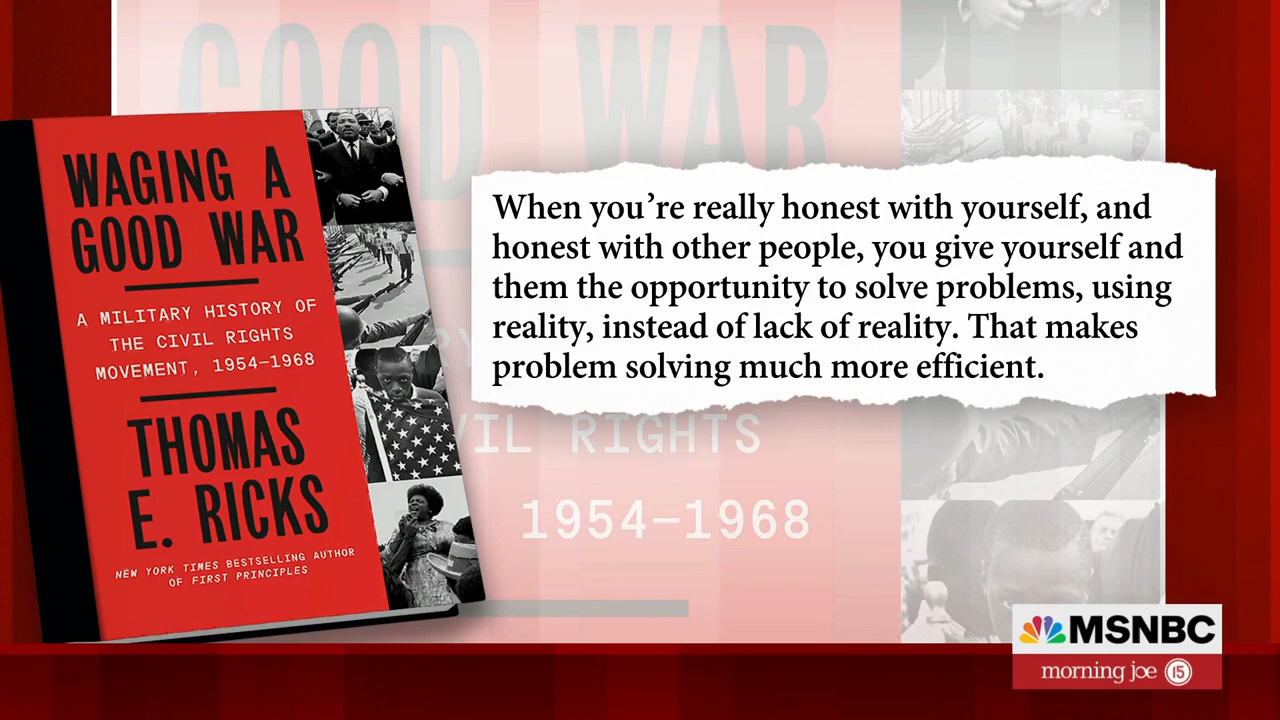 GOOD WAR
WAGING A
GOOD WAR
A MILITARY HISTORY OF
THE CIVIL RIGHTS
MOVEMENT, 1954–1968
THOMAS
E. RICKS
NEW YORK TIMES BESTSELLING AUTHOR
OF FIRST PRINCIPLES
When you’re really honest with yourself, and
honest with other people, you give yourself and
them the opportunity to solve problems, using
reality, instead of lack of reality. That makes
problem solving much more efficient.
RIGHTS
1954–1968
MSNBC
morning joe 15